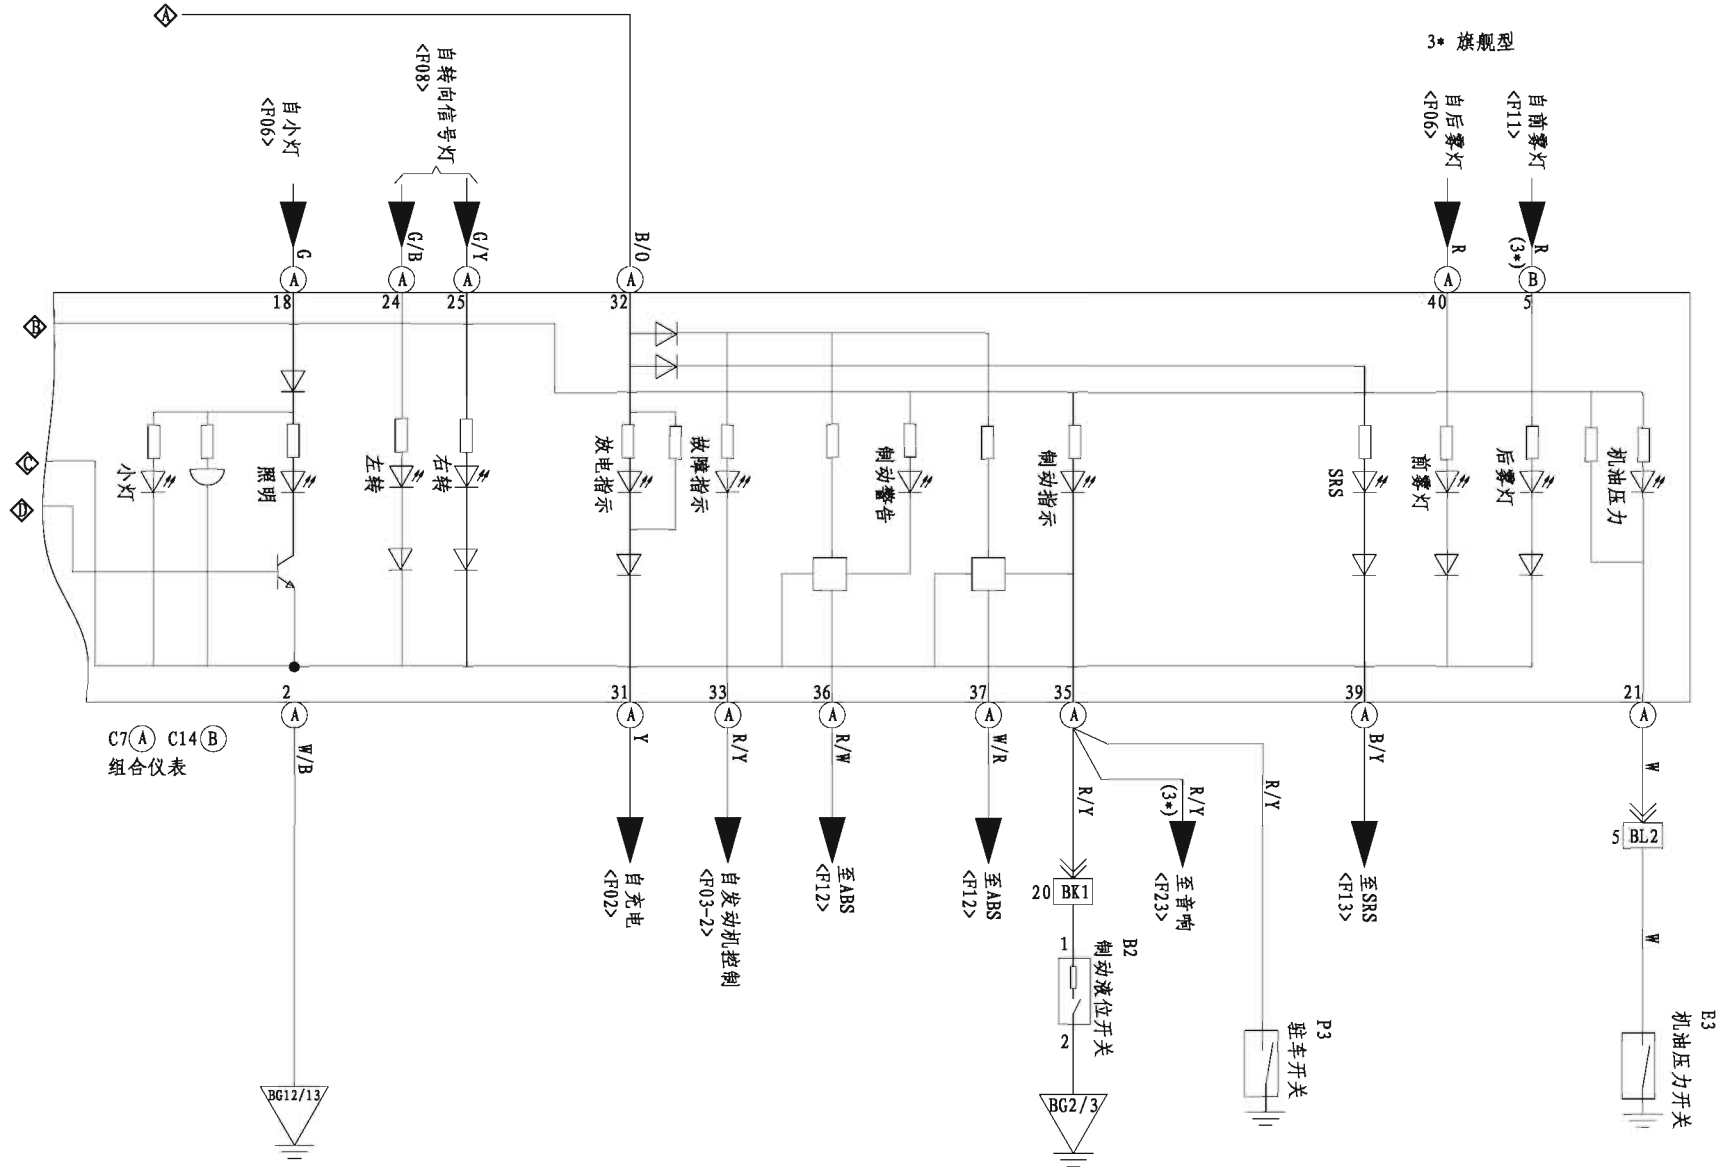 A
3* 旗舰型
自小灯
<F06>
自转向信号灯
<F08>
自后雾灯
<F06>
自前雾灯
<F11>
G
G/B
G/Y
B/O
R
R
(3*)
A
A
A
A
A
B
18
24
25
32
40
5
B
C
D
小灯
照明
左转
右转
放电指示
故障指示
制动警告
制动指示
SRS
前雾灯
后雾灯
机油压力
2
31
33
36
37
35
39
21
A
A
A
A
A
A
A
A
C7 A C14 B
组合仪表
W/B
Y
R/Y
R/W
W/R
R/Y
R/Y
(3*)
R/Y
B/Y
W
5 BL2
W
自充电
<F02>
自发动机控制
<F03-2>
至ABS
<F12>
至ABS
<F12>
20 BK1
至音响
<F23>
至SRS
<F13>
1
2
B2
制动液位开关
P3
驻车开关
E3
机油压力开关
BG12/13
BG2/3